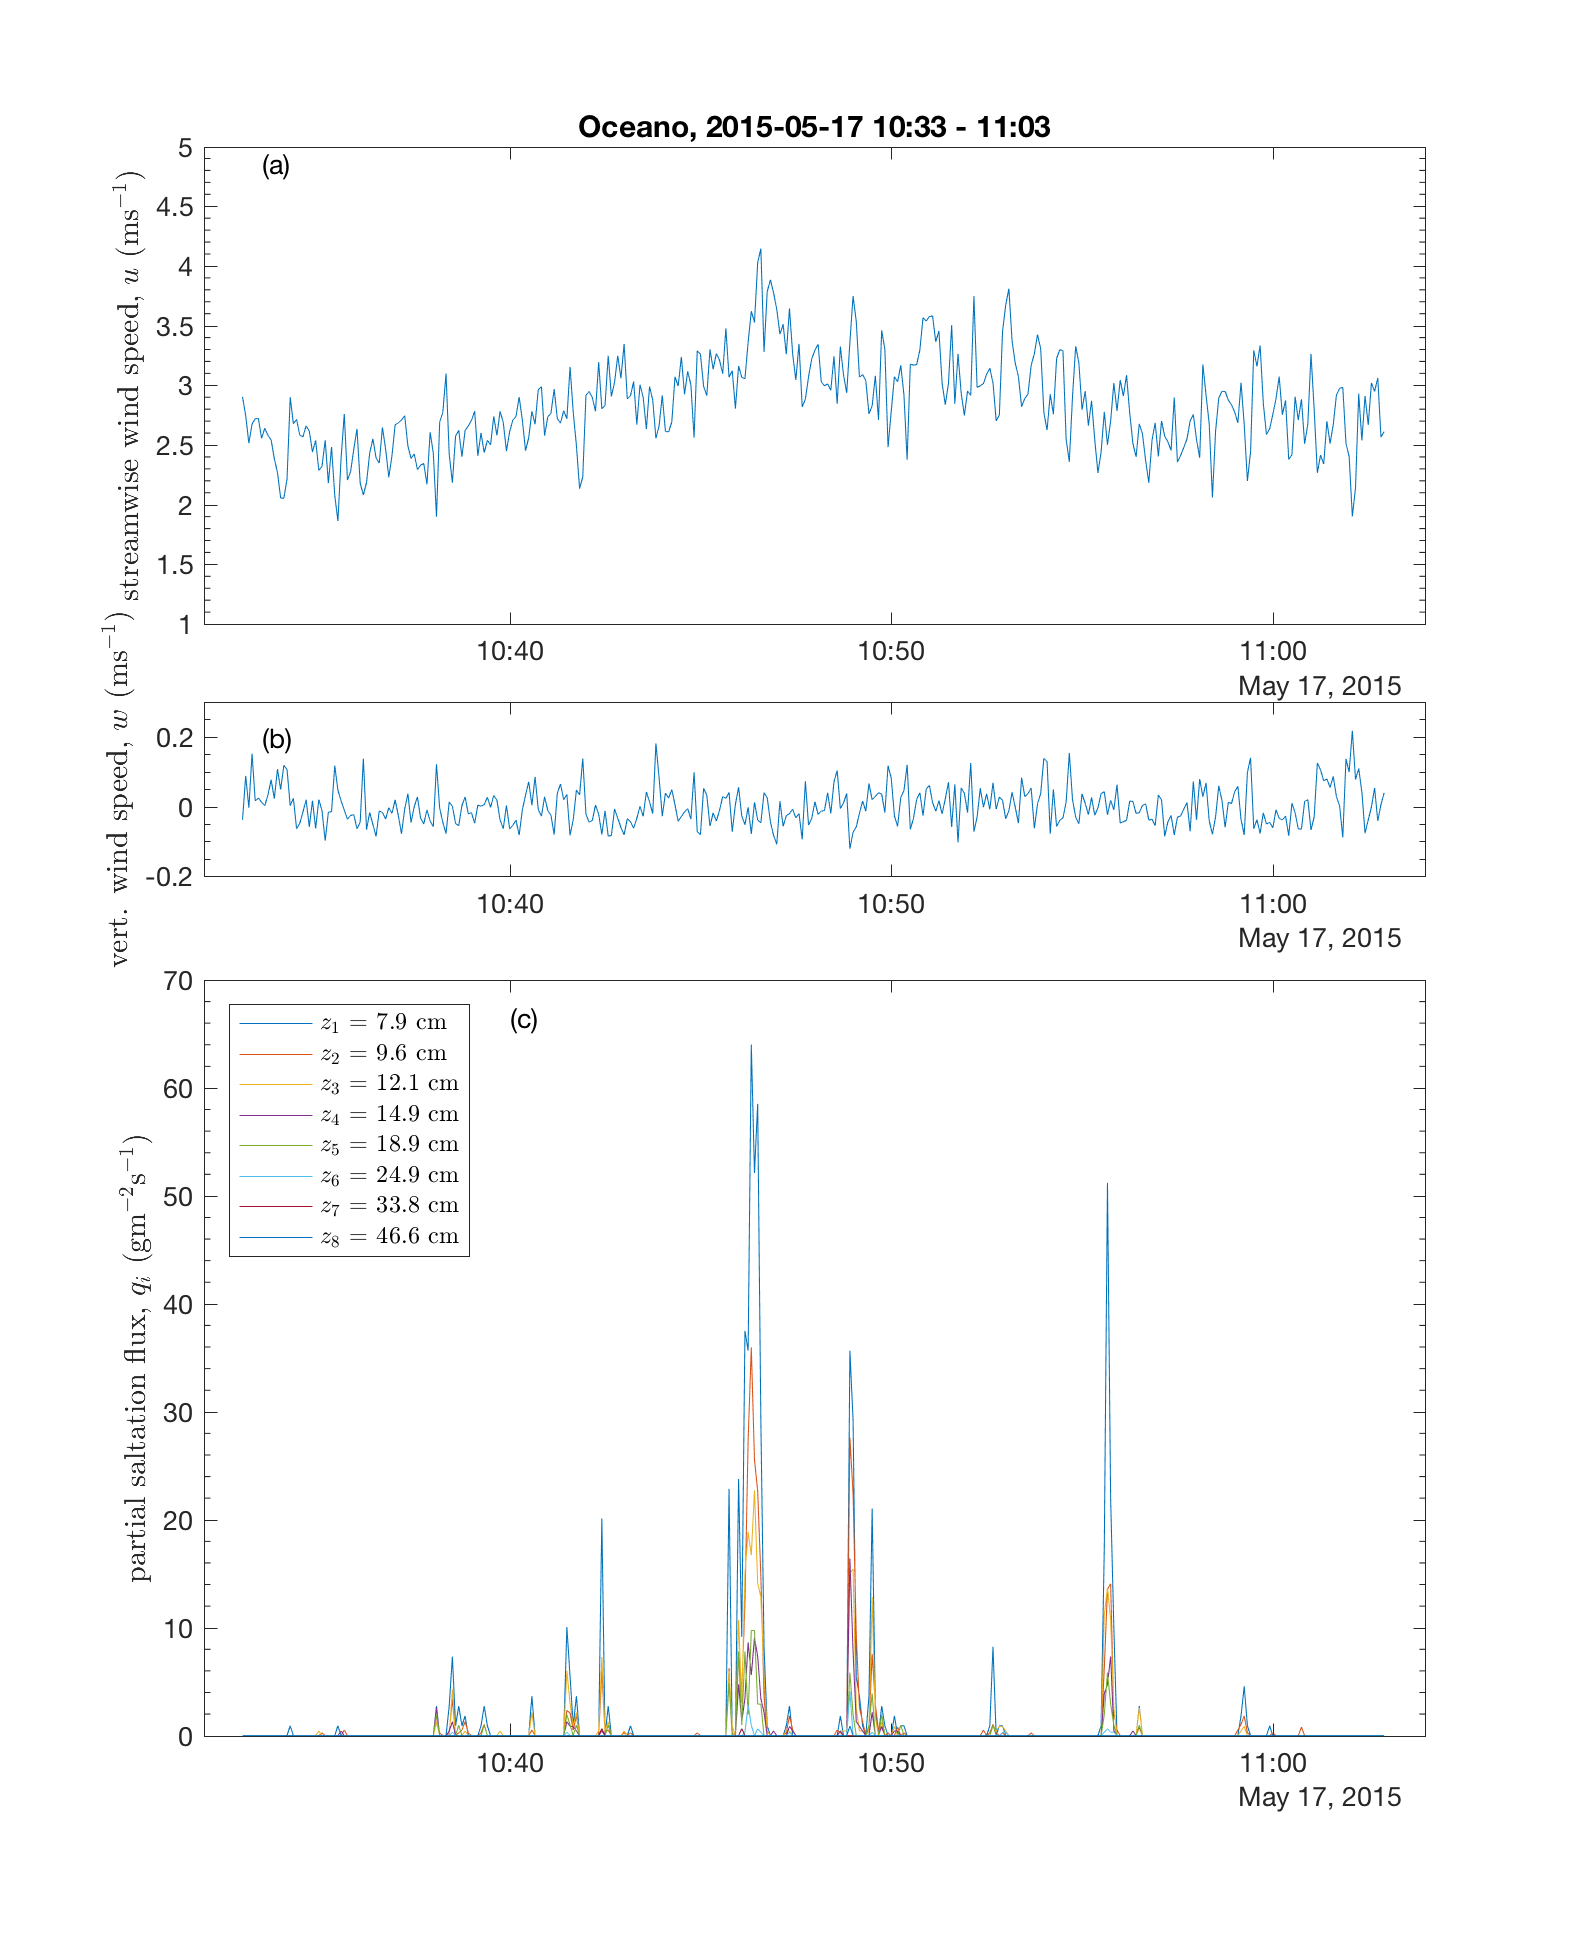 Oceano, 2015-05-17 10:33 - 11:03
(a)
streamwise wind speed, u (ms⁻¹)
5
4.5
4
3.5
3
2.5
2
1.5
1
10:40 10:50 11:00
May 17, 2015
(b)
vert. wind speed, w (ms⁻¹)
0.2
0
-0.2
10:40 10:50 11:00
May 17, 2015
(c)
partial saltation flux, qᵢ (gm⁻²s⁻¹)
70
60
50
40
30
20
10
0
z₁ = 7.9 cm
z₂ = 9.6 cm
z₃ = 12.1 cm
z₄ = 14.9 cm
z₅ = 18.9 cm
z₆ = 24.9 cm
z₇ = 33.8 cm
z₈ = 46.6 cm
10:40 10:50 11:00
May 17, 2015